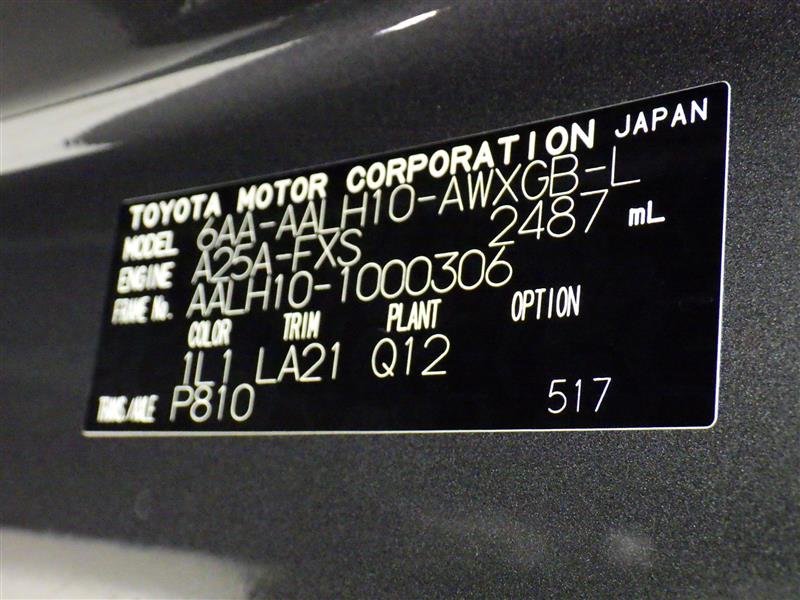 TOYOTA MOTOR CORPORATION JAPAN
MODEL 6AA-AALH10-AWXGB-L
ENGINE A25A-FXS 2487 mL
FRAME No. AALH10-1000306
COLOR TRIM PLANT OPTION
1L1 LA21 Q12
TRANS/AXLE P810 517